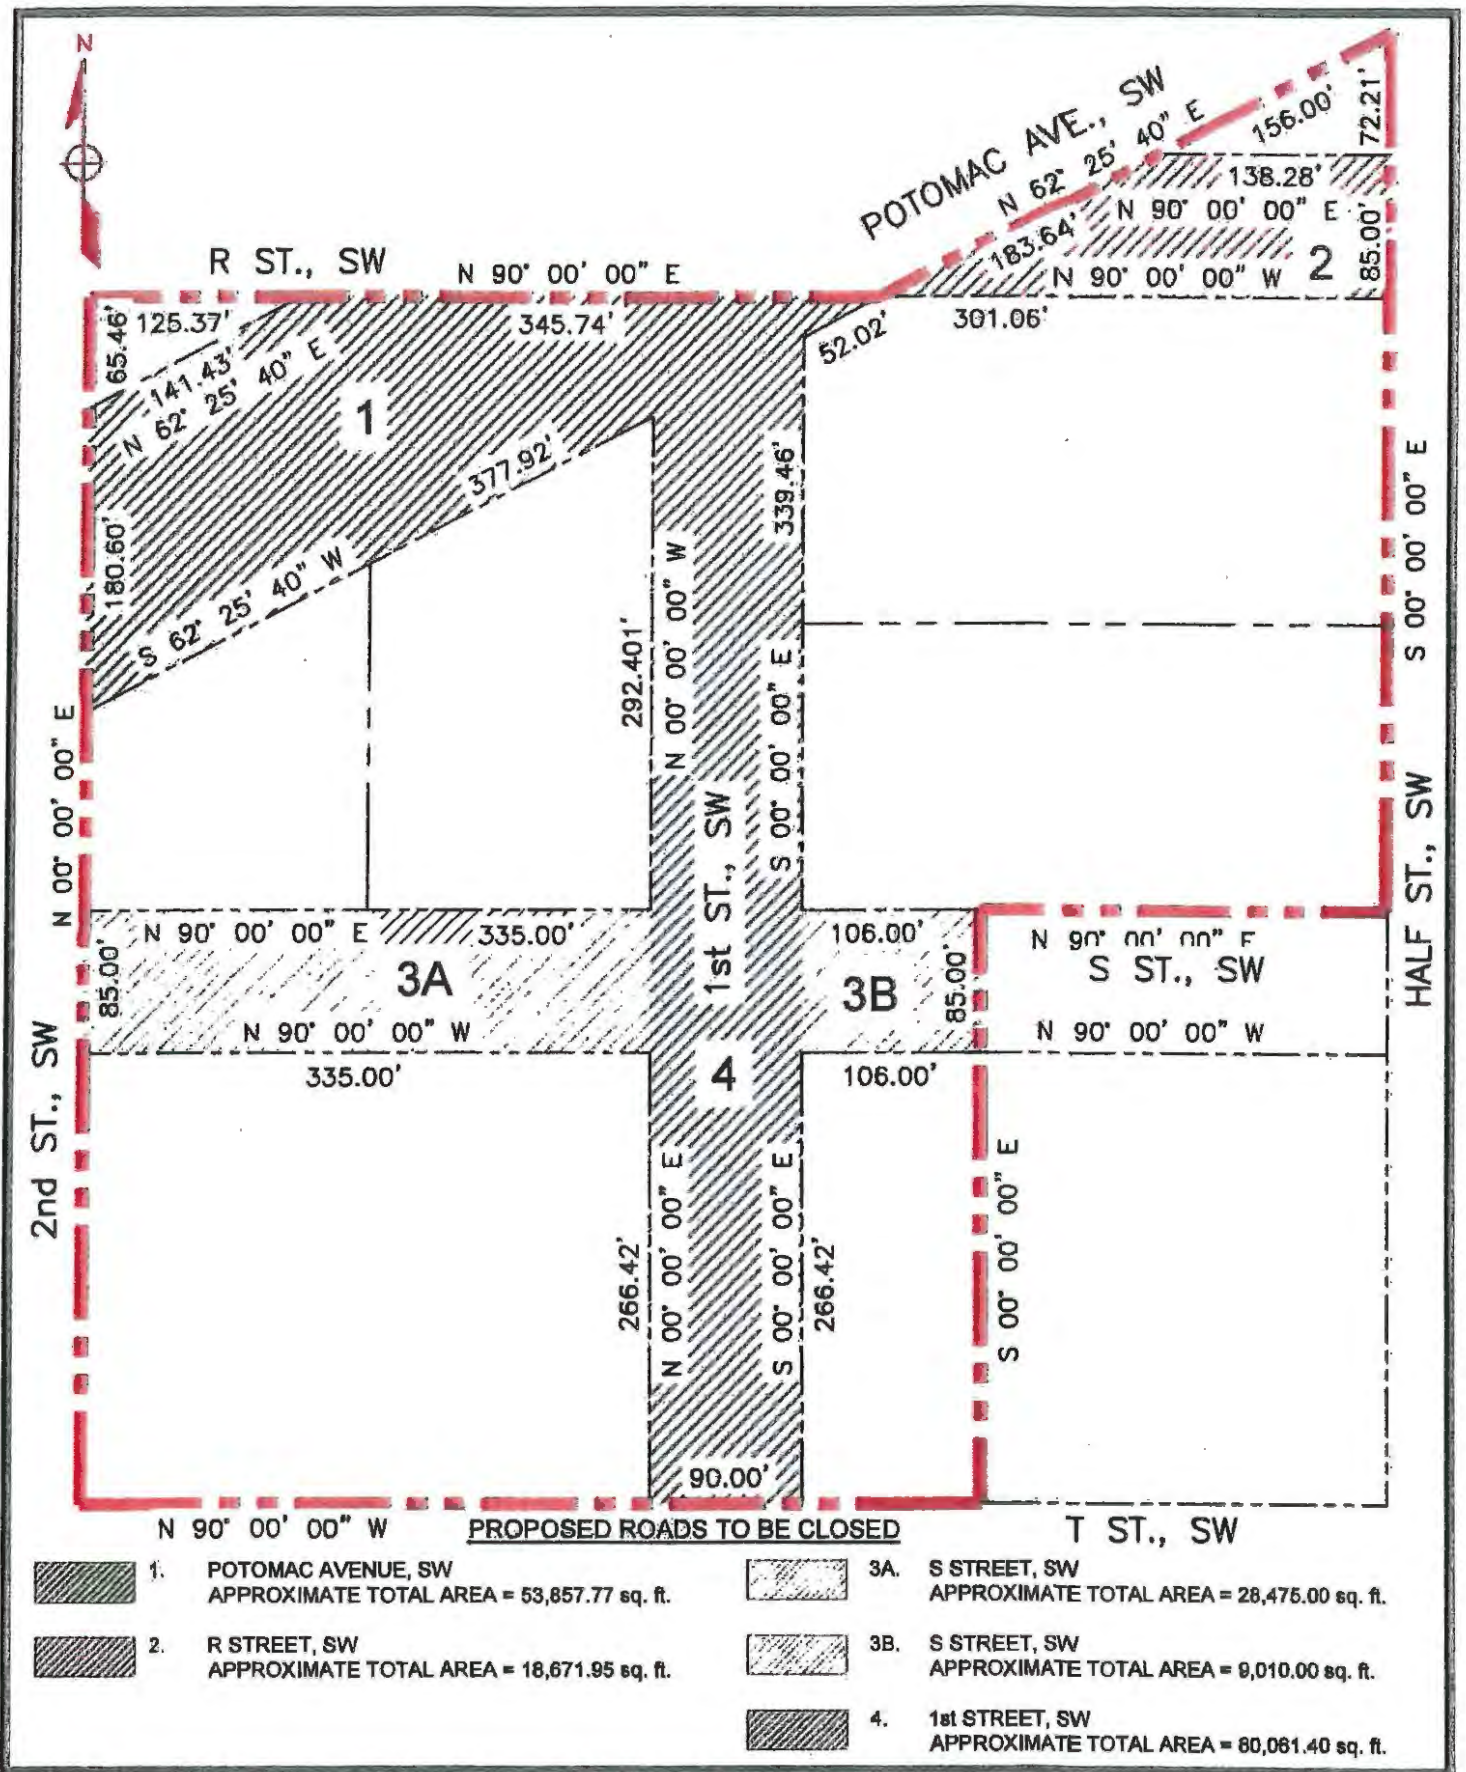 N
POTOMAC AVE., SW
N 62° 25' 40" E
156.00'
72.21'
183.64'
138.28'
N 90° 00' 00" E
N 90° 00' 00" W
2
85.00'
R ST., SW
N 90° 00' 00" E
65.46'
125.37'
141.43'
N 62° 25' 40" E
345.74'
52.02'
301.06'
1
180.60'
S 62° 25' 40" W
377.92'
339.46'
292.401'
N 00° 00' 00" W
S 00° 00' 00" E
S 00° 00' 00" E
N 00° 00' 00" E
1st ST., SW
HALF ST., SW
N 90° 00' 00" E
335.00'
85.00'
3A
N 90° 00' 00" W
335.00'
106.00'
3B
85.00'
106.00'
N 90° 00' 00" E
S ST., SW
N 90° 00' 00" W
2nd ST., SW
4
266.42'
N 00° 00' 00" E
S 00° 00' 00" E
266.42'
S 00° 00' 00" E
90.00'
N 90° 00' 00" W
PROPOSED ROADS TO BE CLOSED
T ST., SW
1. POTOMAC AVENUE, SW
APPROXIMATE TOTAL AREA = 53,857.77 sq. ft.
2. R STREET, SW
APPROXIMATE TOTAL AREA = 18,671.95 sq. ft.
3A. S STREET, SW
APPROXIMATE TOTAL AREA = 28,475.00 sq. ft.
3B. S STREET, SW
APPROXIMATE TOTAL AREA = 9,010.00 sq. ft.
4. 1st STREET, SW
APPROXIMATE TOTAL AREA = 80,061.40 sq. ft.